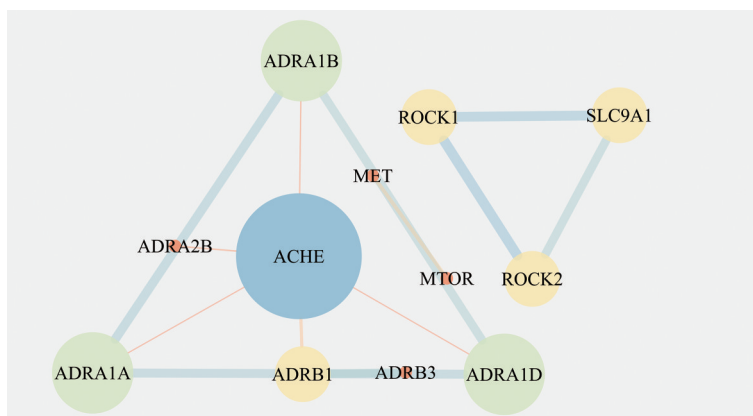 ADRA1B
ROCK1
SLC9A1
MET
ADRA2B
ACHE
MTOR
ROCK2
ADRA1A
ADRB1
ADRB3
ADRA1D